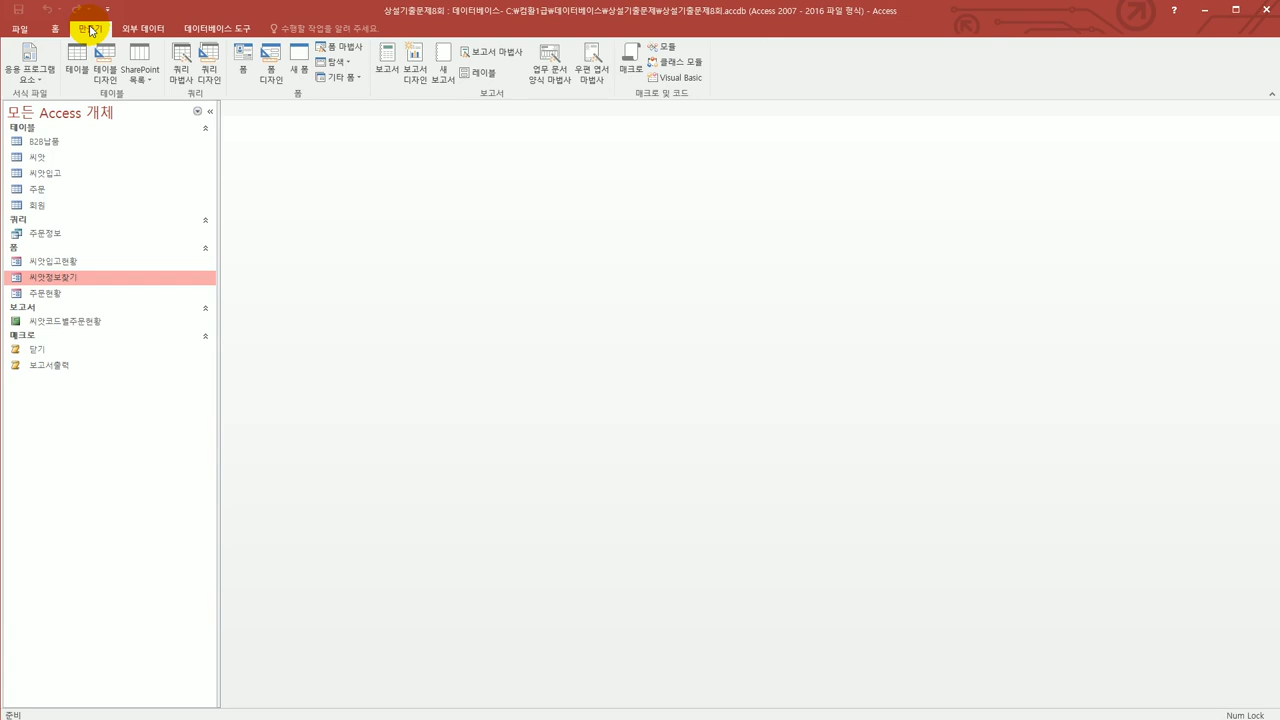 상설기출문제8회 : 데이터베이스- C:₩컴활1급₩데이터베이스₩상설기출문제₩상설기출문제8회.accdb (Access 2007 - 2016 파일 형식) - Access
?
파일 홈 만들기 외부 데이터 데이터베이스 도구 수행할 작업을 알려 주세요.
응용 프로그램 요소
서식 파일
테이블
테이블 디자인
SharePoint 목록
테이블
쿼리 마법사
쿼리 디자인
쿼리
폼
폼 디자인
새 폼
폼 마법사
탐색
기타 폼
폼
보고서
보고서 디자인
새 보고서
보고서 마법사
레이블
업무 문서 양식 마법사
우편 엽서 마법사
보고서
매크로
모듈
클래스 모듈
Visual Basic
매크로 및 코드
모든 Access 개체
테이블
B2B납품
씨앗
씨앗입고
주문
회원
쿼리
주문정보
폼
씨앗입고현황
씨앗정보찾기
주문현황
보고서
씨앗코드별주문현황
매크로
닫기
보고서출력
준비
Num Lock